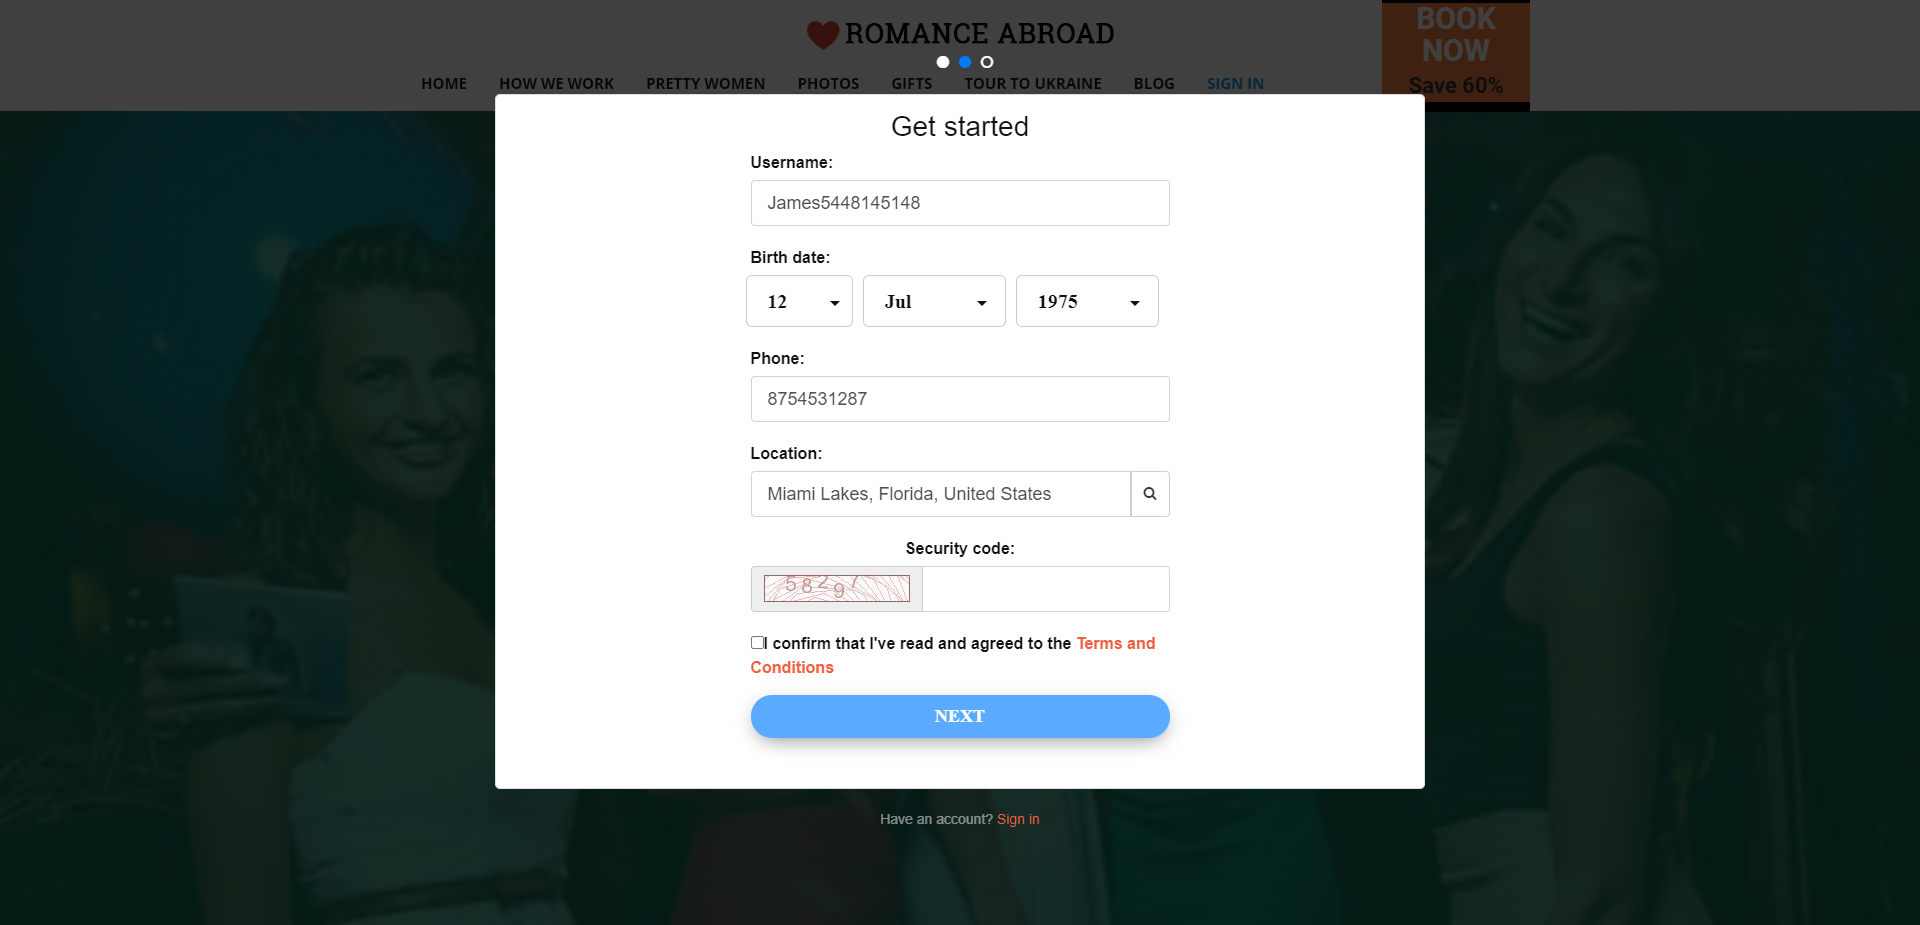 ROMANCE ABROAD
BOOK
NOW
Save 60%
HOME HOW WE WORK PRETTY WOMEN PHOTOS GIFTS TOUR TO UKRAINE BLOG SIGN IN
Get started
Username:
James5448145148
Birth date:
12 Jul 1975
Phone:
8754531287
Location:
Miami Lakes, Florida, United States
Security code:
58297
I confirm that I've read and agreed to the Terms and
Conditions
NEXT
Have an account? Sign in